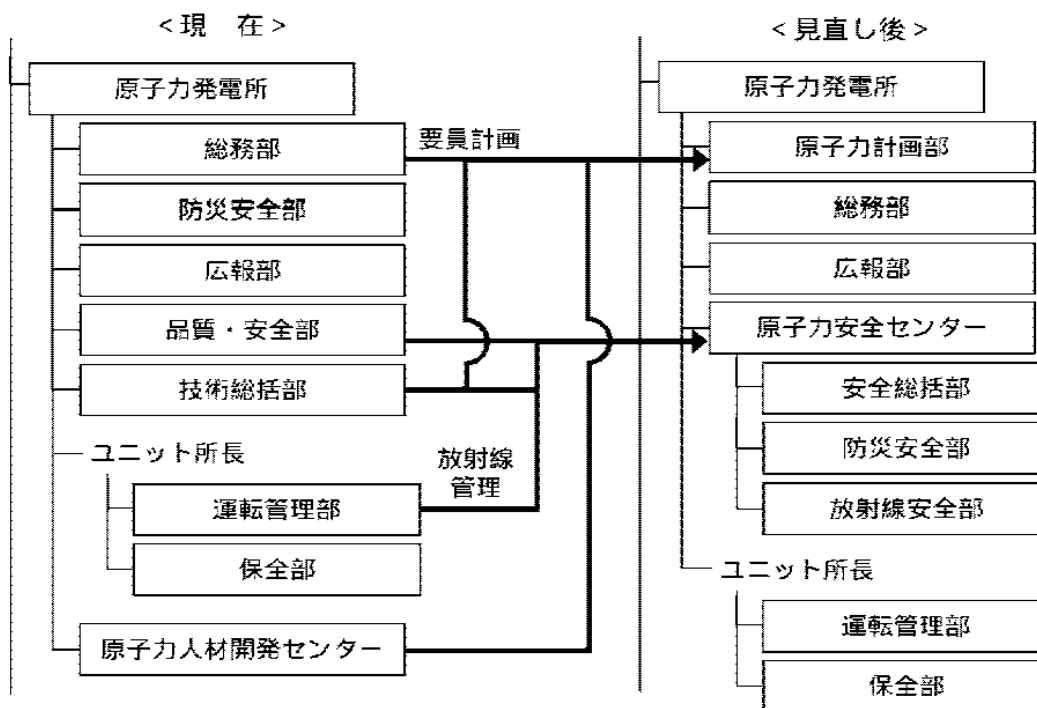 <現 在>
原子力発電所
総務部
要員計画
防災安全部
広報部
品質・安全部
技術総括部
ユニット所長
放射線
管理
運転管理部
保全部
原子力人材開発センター
<見直し後>
原子力発電所
原子力計画部
総務部
広報部
原子力安全センター
安全総括部
防災安全部
放射線安全部
ユニット所長
運転管理部
保全部